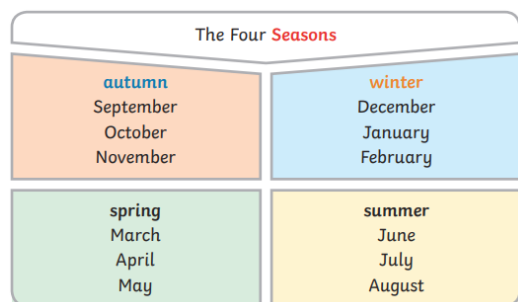 The Four Seasons
autumn
September
October
November
winter
December
January
February
spring
March
April
May
summer
June
July
August